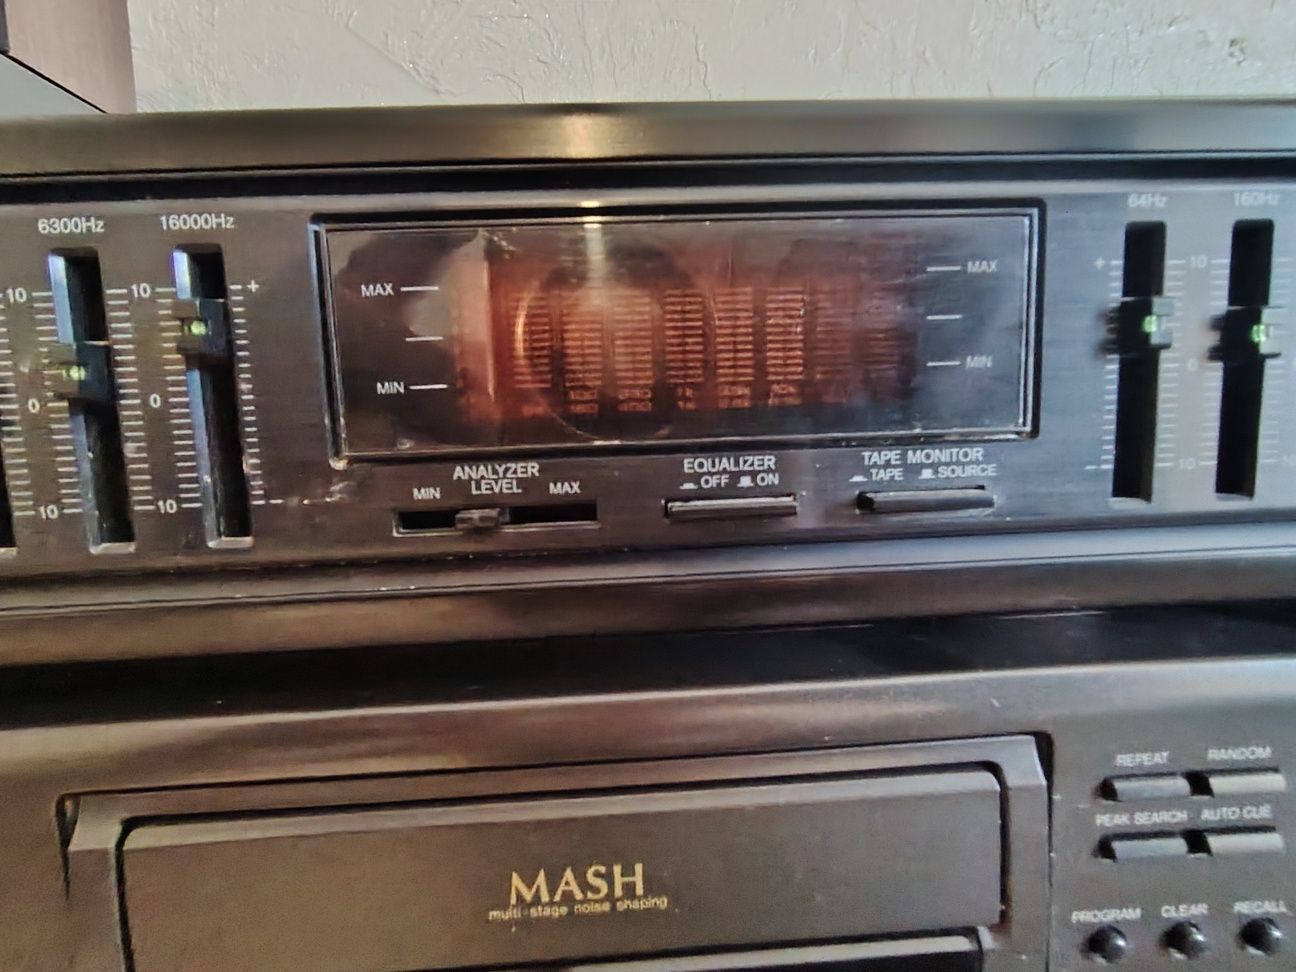 6300Hz 16000Hz
64Hz 160Hz
10 10 +
MAX
MAX
+ 10
MIN
MIN
0 0
0
10 10 -
- 10
ANALYZER
LEVEL
MIN MAX
EQUALIZER
OFF ON
TAPE MONITOR
TAPE SOURCE
REPEAT RANDOM
PEAK SEARCH AUTO CUE
MASH
multi-stage noise shaping
PROGRAM CLEAR RECALL